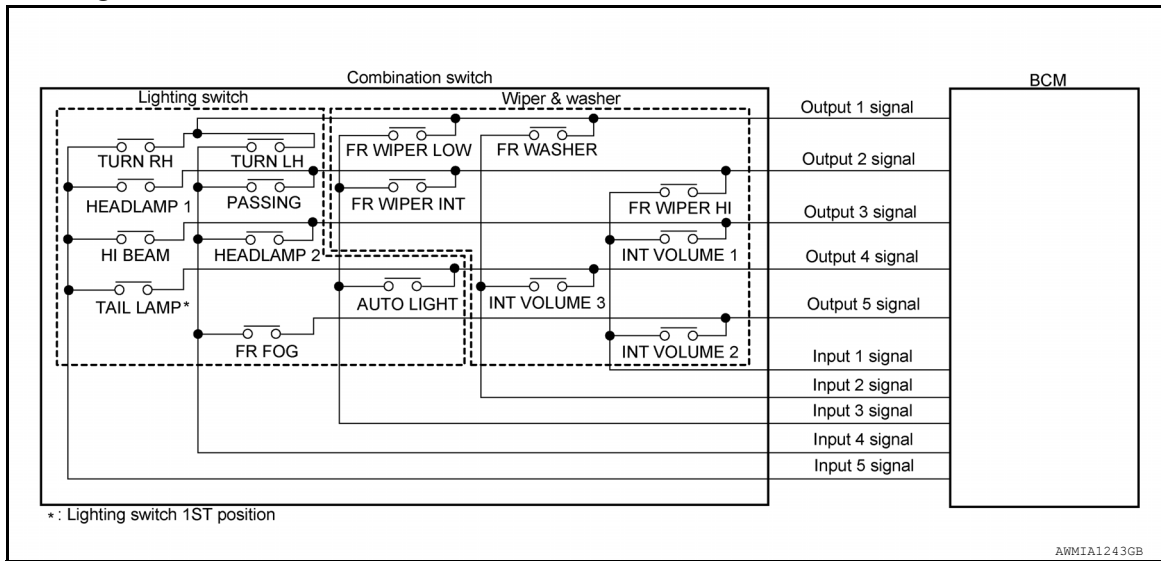 Combination switch
BCM
Lighting switch
Wiper & washer
Output 1 signal
TURN RH
TURN LH
FR WIPER LOW
FR WASHER
Output 2 signal
HEADLAMP 1
PASSING
FR WIPER INT
FR WIPER HI
Output 3 signal
HI BEAM
HEADLAMP 2
INT VOLUME 1
Output 4 signal
TAIL LAMP*
AUTO LIGHT
INT VOLUME 3
Output 5 signal
FR FOG
INT VOLUME 2
Input 1 signal
Input 2 signal
Input 3 signal
Input 4 signal
Input 5 signal
* : Lighting switch 1ST position
AWMIA1243GB